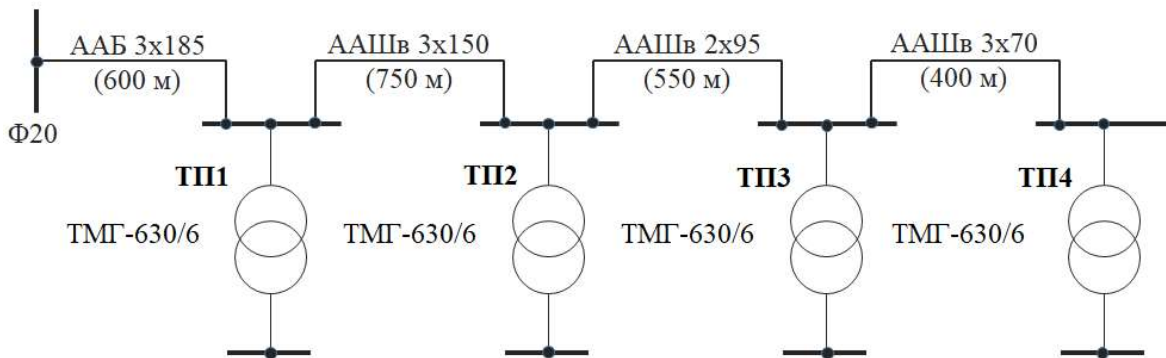 ААБ 3х185
(600 м)
ААШв 3х150
(750 м)
ААШв 2х95
(550 м)
ААШв 3х70
(400 м)
Ф20
ТП1
ТП2
ТП3
ТП4
ТМГ-630/6
ТМГ-630/6
ТМГ-630/6
ТМГ-630/6